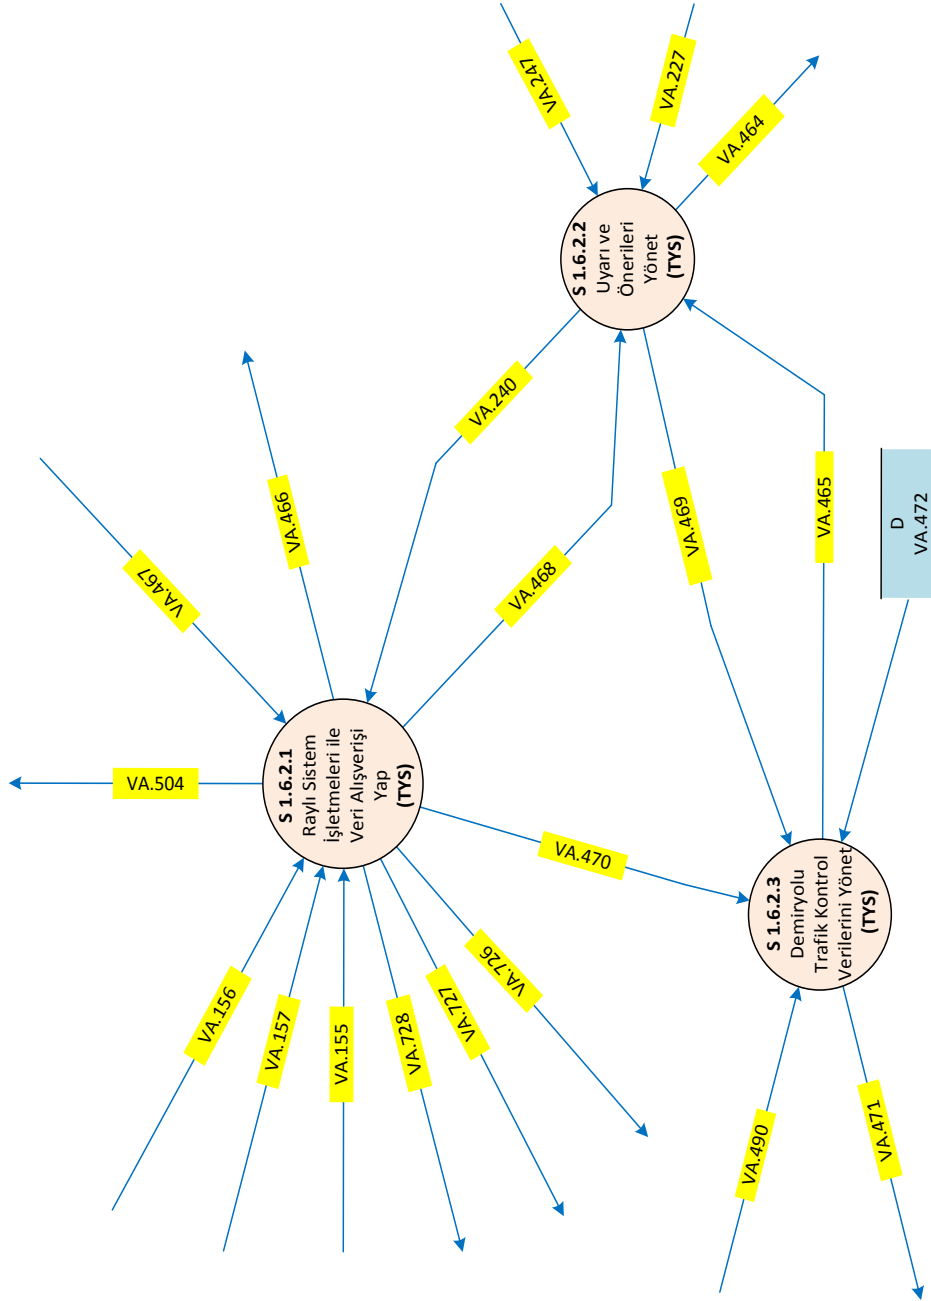 VA.247
VA.227
VA.464
S 1.6.2.2
Uyarı ve
Önerileri
Yönet
(TYS)
VA.240
VA.466
VA.467
VA.468
VA.469
VA.465
D
VA.472
VA.504
S 1.6.2.1
Raylı Sistem
işletmeleri ile
Veri Alışverişi
Yap
(TYS)
VA.470
VA.156
VA.157
VA.155
VA.728
VA.727
VA.726
S 1.6.2.3
Demiryolu
Trafik Kontrol
Verilerini Yönet
(TYS)
VA.490
VA.471